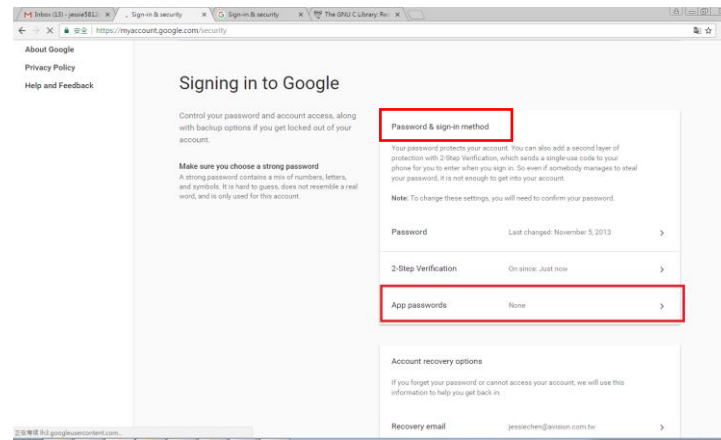 Inbox (13) - jessie5813
Sign-in & security
Sign-in & security
The GNU C Library:
安全 | https://myaccount.google.com/security
About Google
Privacy Policy
Help and Feedback
Signing in to Google
Control your password and account access, along
with backup options if you get locked out of your
account.
Make sure you choose a strong password
A strong password contains a mix of numbers, letters,
and symbols. It is hard to guess, does not resemble a real
word, and is only used for this account.
Password & sign-in method
Your password protects your account. You can also add a second layer of
protection with 2-Step Verification, which sends a single-use code to your
phone for you to enter when you sign in. So even if somebody manages to steal
your password, it is not enough to get into your account.
Note: To change these settings, you will need to confirm your password.
Password Last changed: November 5, 2013
2-Step Verification On since: Just now
App passwords None
Account recovery options
If you forget your password or cannot access your account, we will use this
information to help you get back in.
Recovery email jessiechen@avision.com.tw
lh3.googleusercontent.com...